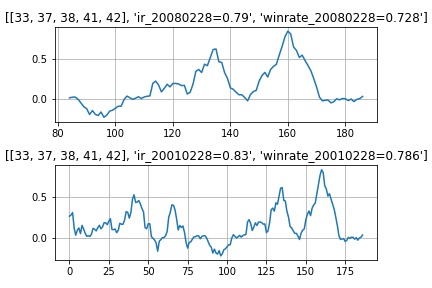 [[33, 37, 38, 41, 42], 'ir_20080228=0.79', 'winrate_20080228=0.728']
0.5
0.0
80 100 120 140 160 180
[[33, 37, 38, 41, 42], 'ir_20010228=0.83', 'winrate_20010228=0.786']
0.5
0.0
0 25 50 75 100 125 150 175